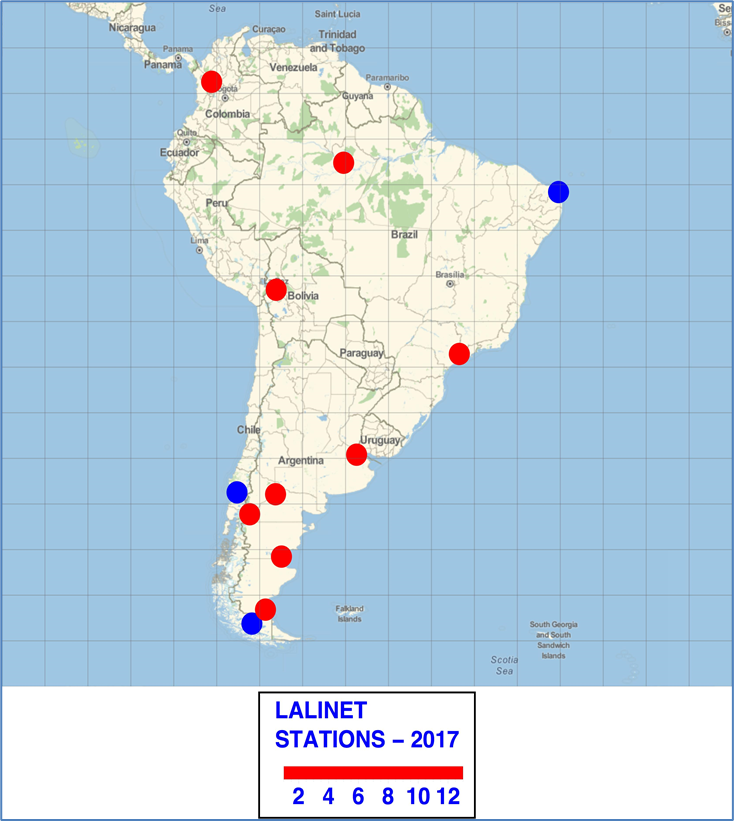 Sea
Saint Lucia
Nicaragua
Curaçao
Trinidad
and Tobago
Panama
Panama
Venezuela
Paramaribo
Guyana
Colombia
Quito
Ecuador
Peru
Lima
Brazil
Brasilia
Bolivia
Paraguay
Chile
Uruguay
Argentina
Falkland
Islands
South Georgia
and South
Sandwich
Islands
Scotia
Sea
LALINET
STATIONS – 2017
2 4 6 8 10 12